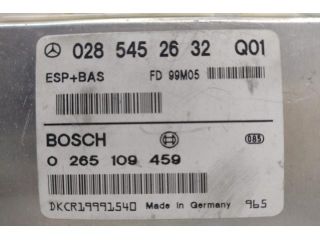 028 545 26 32 Q01
ESP+BAS FD 99M05
BOSCH 085
0 265 109 459
DKCR19991540 Made in Germany 965